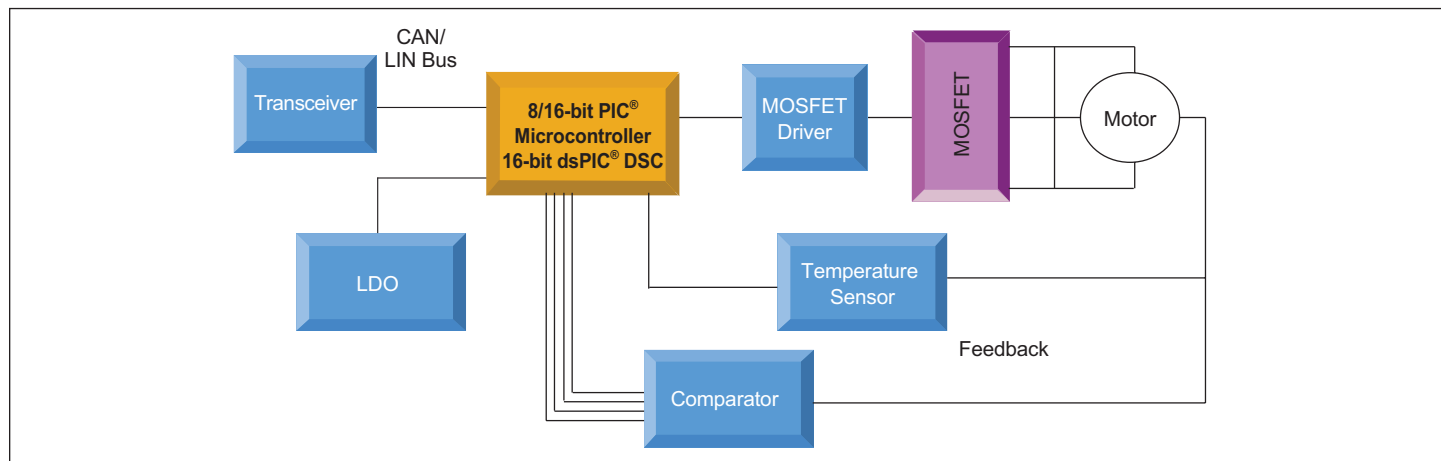 CAN/
LIN Bus
Transceiver
8/16-bit PIC®
Microcontroller
16-bit dsPIC® DSC
MOSFET
Driver
MOSFET
Motor
LDO
Temperature
Sensor
Feedback
Comparator